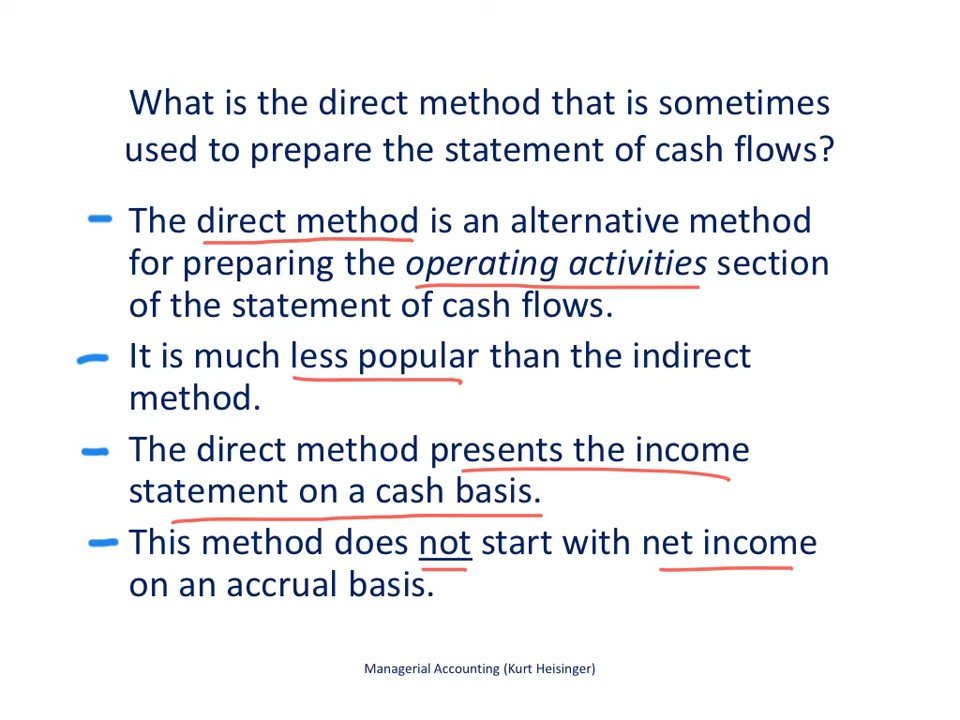 What is the direct method that is sometimes
used to prepare the statement of cash flows?
The direct method is an alternative method
for preparing the operating activities section
of the statement of cash flows.
It is much less popular than the indirect
method.
The direct method presents the income
statement on a cash basis.
This method does not start with net income
on an accrual basis.
Managerial Accounting (Kurt Heisinger)